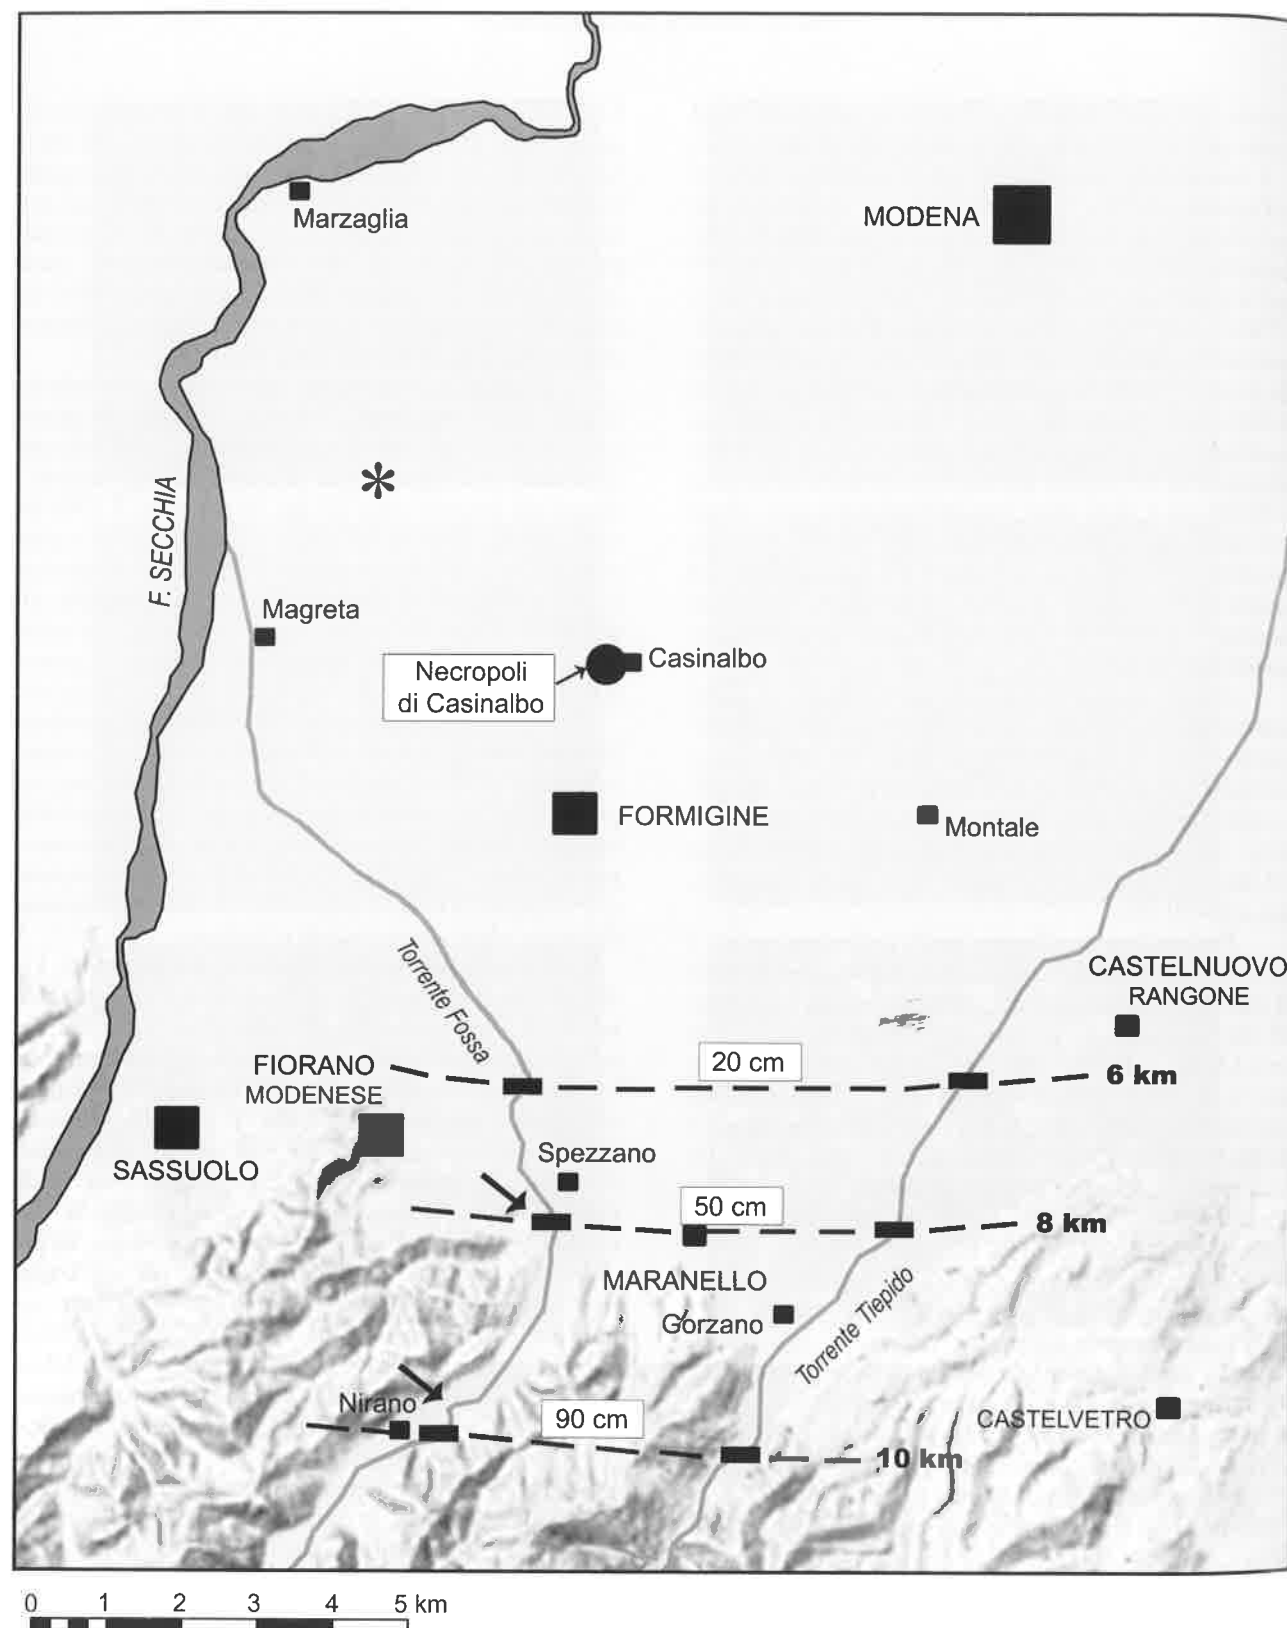 Marzaglia
MODENA
*
F. SECCHIA
Magreta
Necropoli
di Casinalbo
Casinalbo
FORMIGINE
Montale
Torrente Fossa
CASTELNUOVO
RANGONE
FIORANO
MODENESE
20 cm
6 km
SASSUOLO
Spezzano
50 cm
8 km
MARANELLO
Gorzano
Torrente Tiepido
Nirano
90 cm
CASTELVETRO
10 km
0 1 2 3 4 5 km